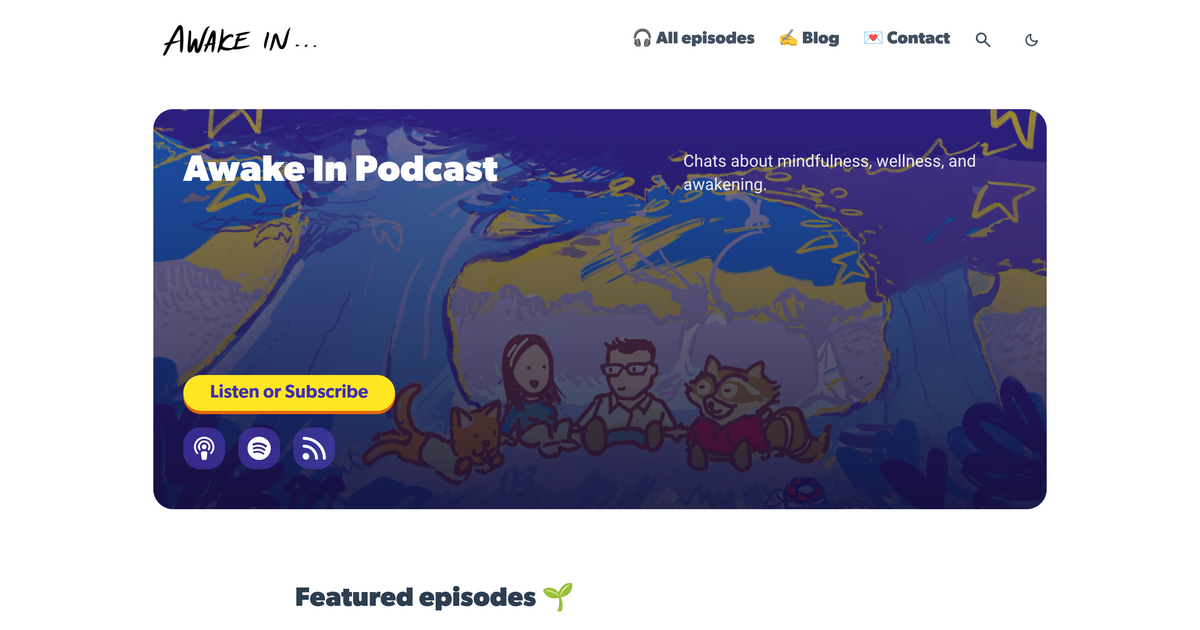 AWAKE IN...
🎧 All episodes
✍️ Blog
💌 Contact
Awake In Podcast
Chats about mindfulness, wellness, and
awakening.
Listen or Subscribe
Featured episodes 🌱